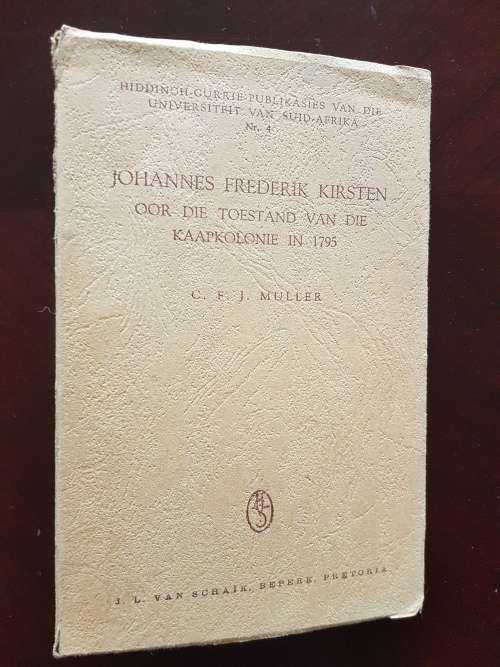 HIDDINGH-CURRIE-PUBLIKASIES VAN DIE
UNIVERSITEIT VAN SUID-AFRIKA
Nr. 4
JOHANNES FREDERIK KIRSTEN
OOR DIE TOESTAND VAN DIE
KAAPKOLONIE IN 1795
C. F. J. MULLER
J. L. VAN SCHAIK, BEPERK, PRETORIA